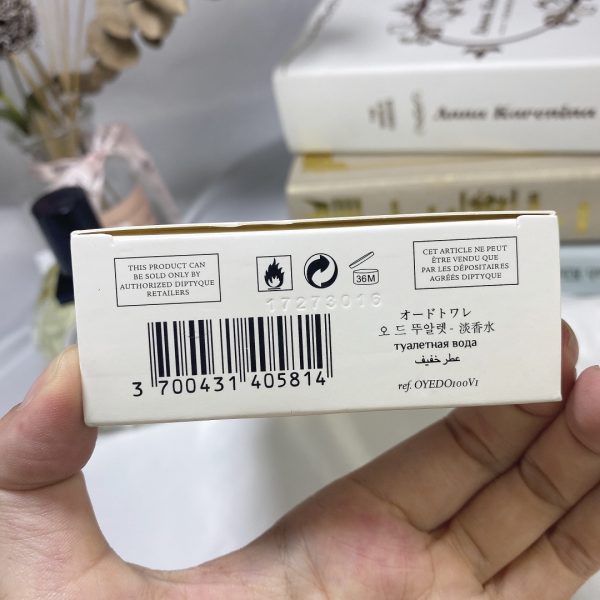 Anna Karenina
THIS PRODUCT CAN
BE SOLD ONLY BY
AUTHORIZED DIPTYQUE
RETAILERS
36M
CET ARTICLE NE PEUT
ÊTRE VENDU QUE
PAR LES DÉPOSITAIRES
AGRÉÉS DIPTYQUE
17273016
オードトワレ
오 드 뚜알렛 - 淡香水
туалетная вода
عطر خفيف
3 700431 405814
ref. OYEDO100V1